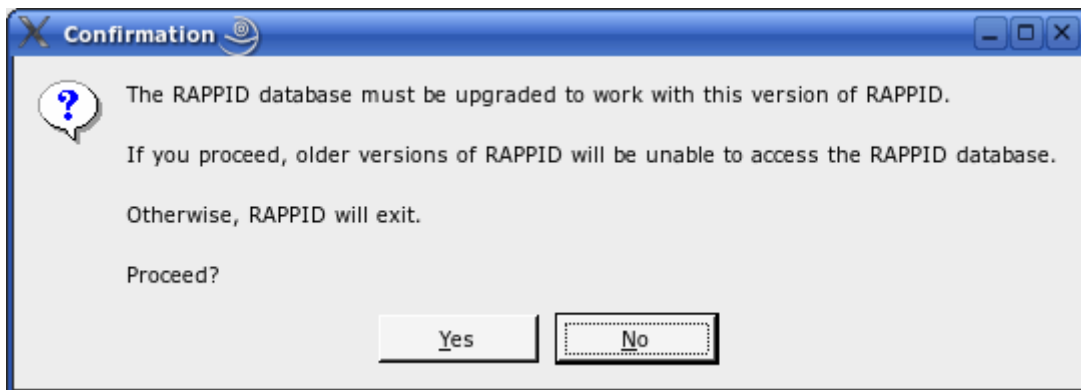 Confirmation
?
The RAPPID database must be upgraded to work with this version of RAPPID.
If you proceed, older versions of RAPPID will be unable to access the RAPPID database.
Otherwise, RAPPID will exit.
Proceed?
Yes
No